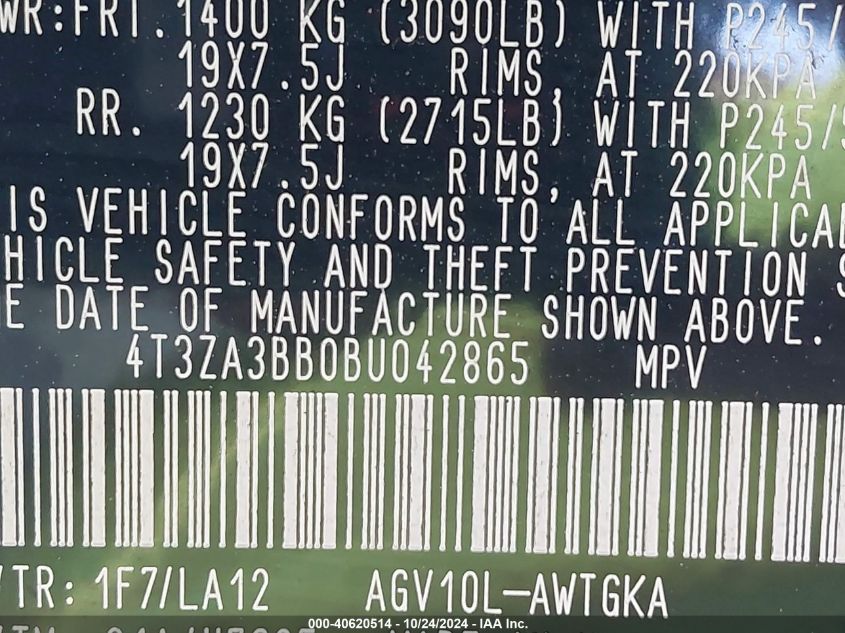 WR:FRT.1400 KG (3090LB) WITH P245/
19X7.5J RIMS, AT 220KPA
RR. 1230 KG (2715LB) WITH P245/5
19X7.5J RIMS, AT 220KPA
IS VEHICLE CONFORMS TO ALL APPLICAB
HICLE SAFETY AND THEFT PREVENTION S
E DATE OF MANUFACTURE SHOWN ABOVE.
4T3ZA3BB0BU042865 MPV
/TR: 1F7/LA12 AGV10L-AWTGKA
000-40620514 - 10/24/2024 - IAA Inc.